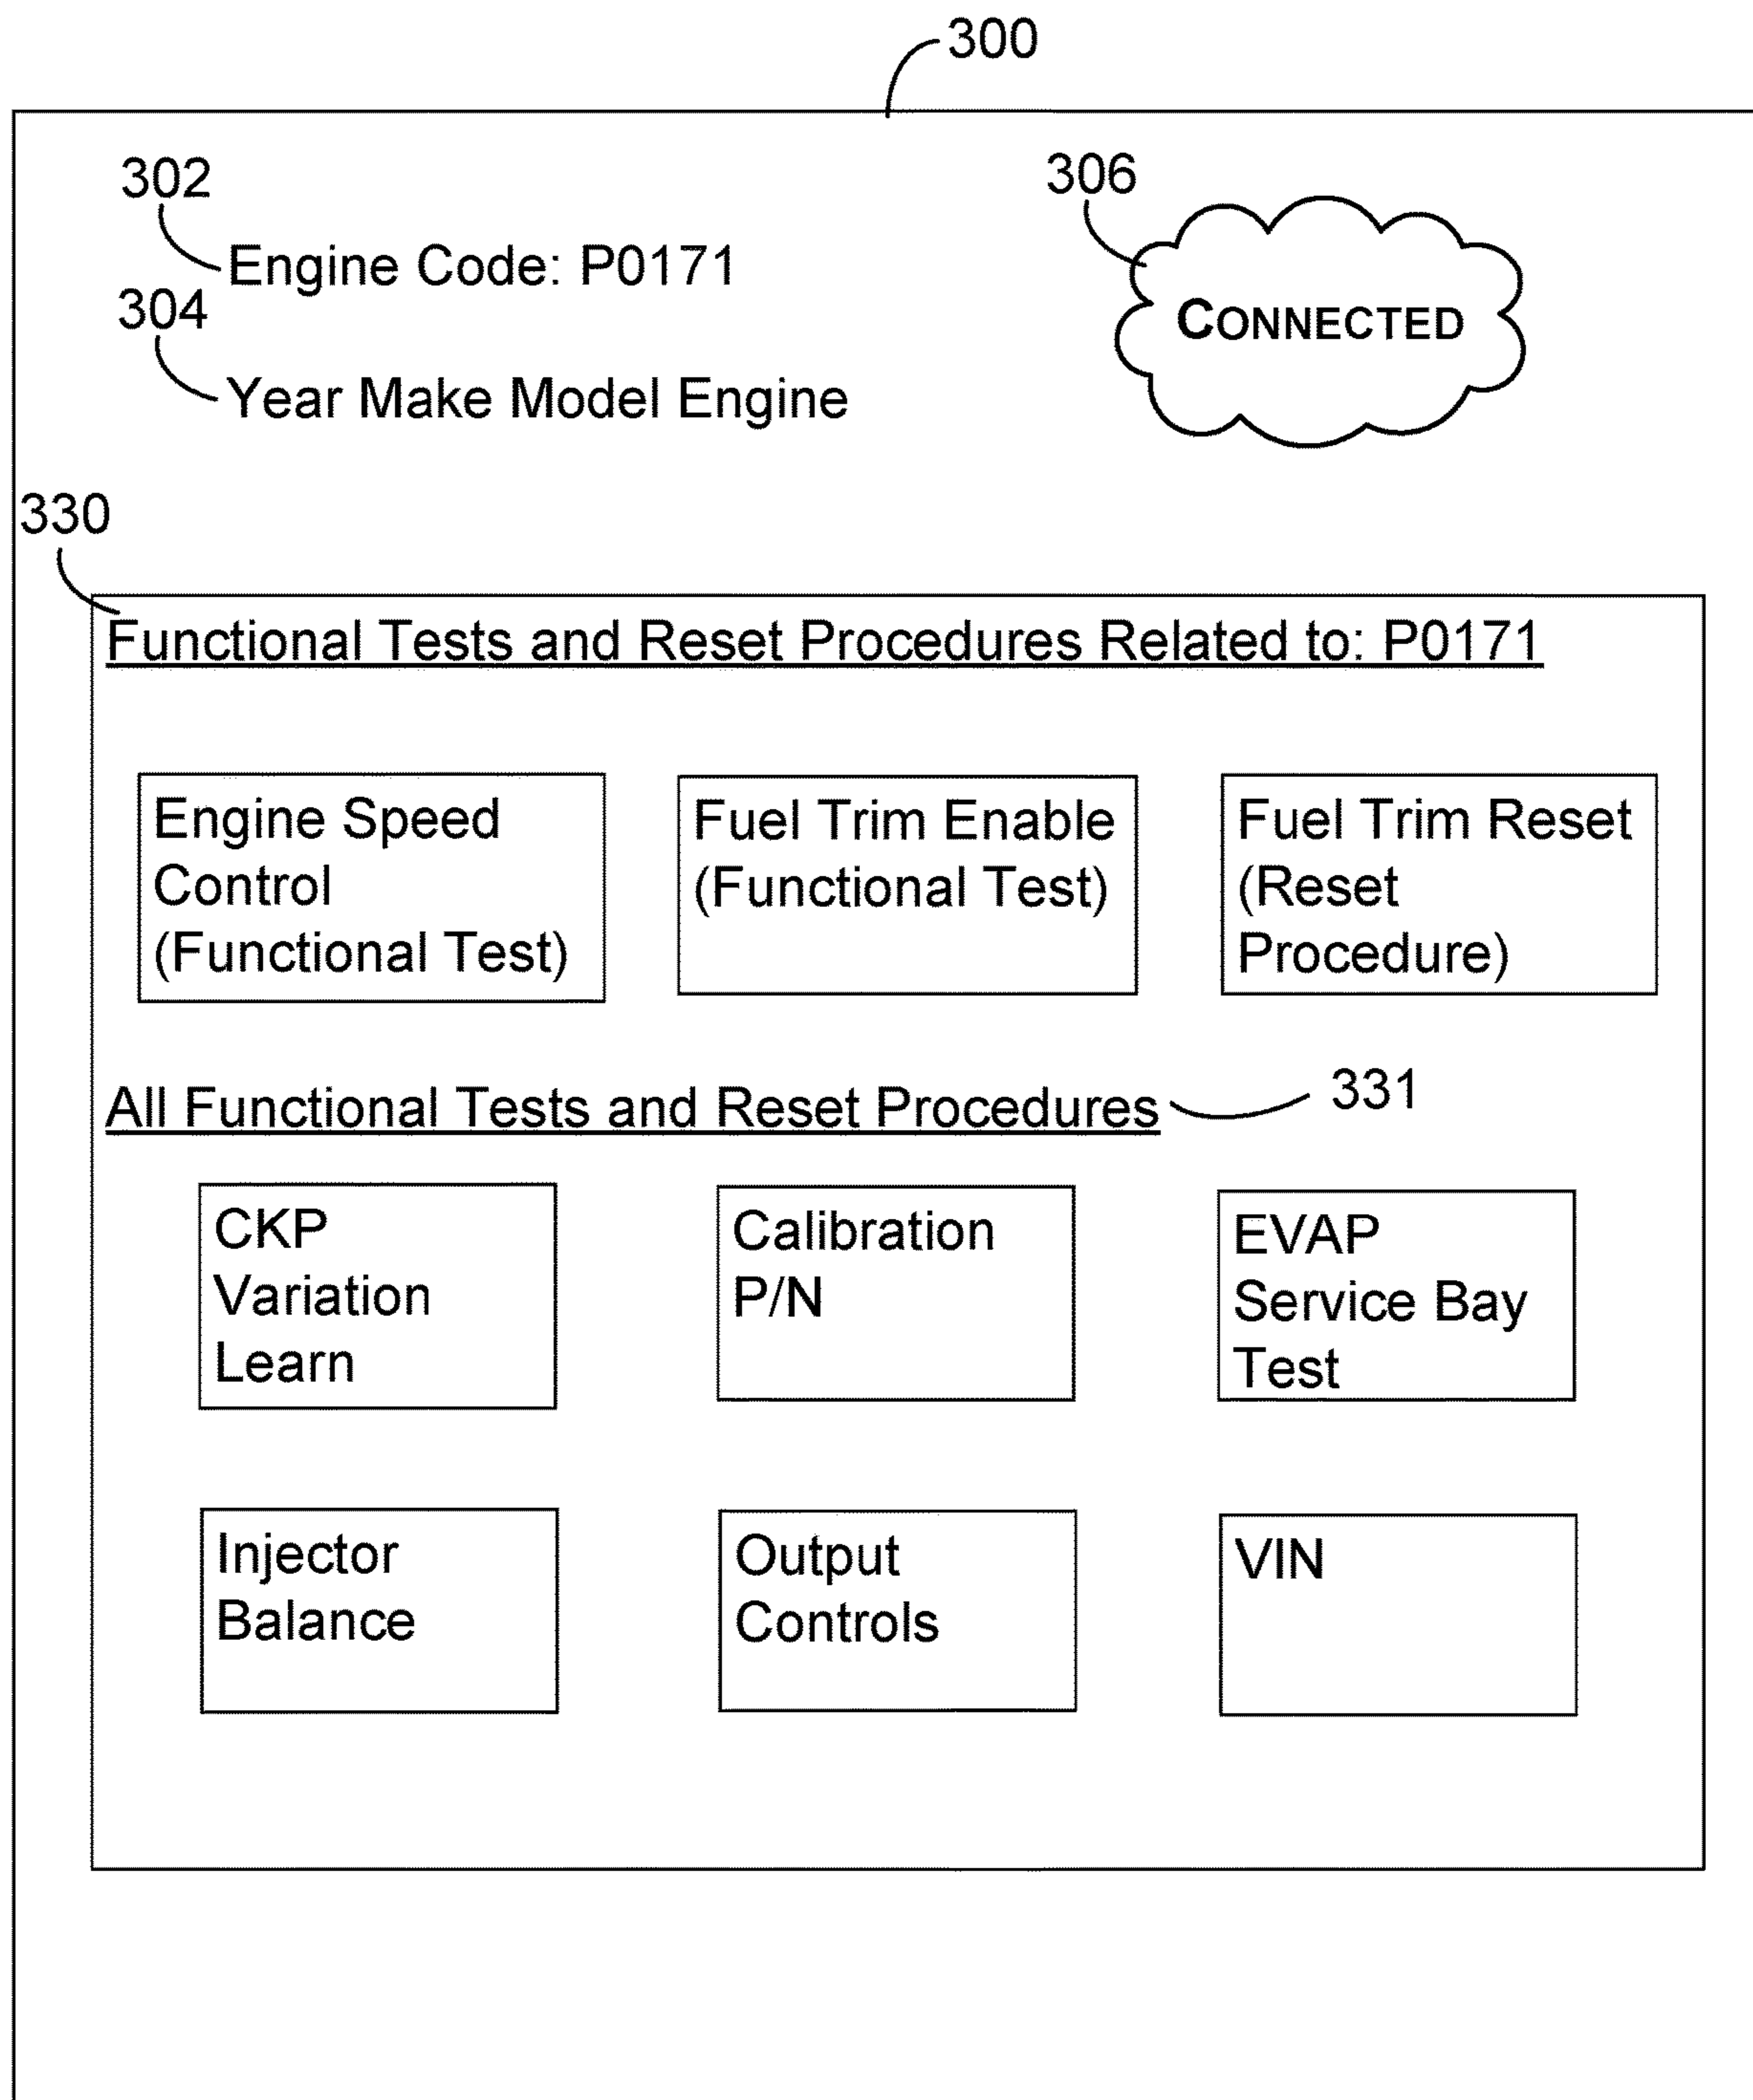 300
302
306
Engine Code: P0171
CONNECTED
304
Year Make Model Engine
330
Functional Tests and Reset Procedures Related to: P0171
Engine Speed
Control
(Functional Test)
Fuel Trim Enable
(Functional Test)
Fuel Trim Reset
(Reset
Procedure)
All Functional Tests and Reset Procedures
331
CKP
Variation
Learn
Calibration
P/N
EVAP
Service Bay
Test
Injector
Balance
Output
Controls
VIN